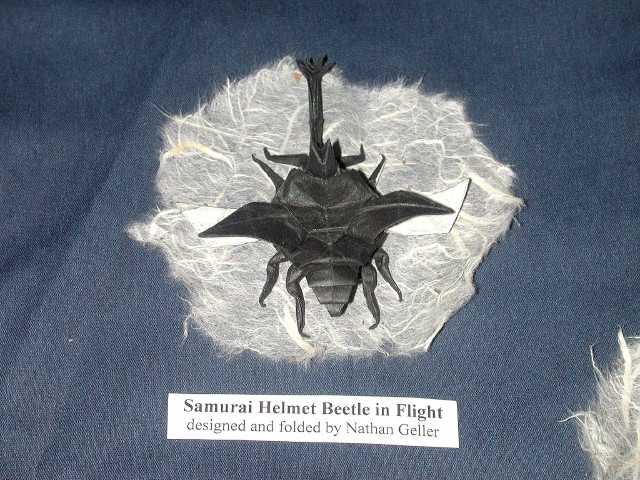 Samurai Helmet Beetle in Flight
designed and folded by Nathan Geller